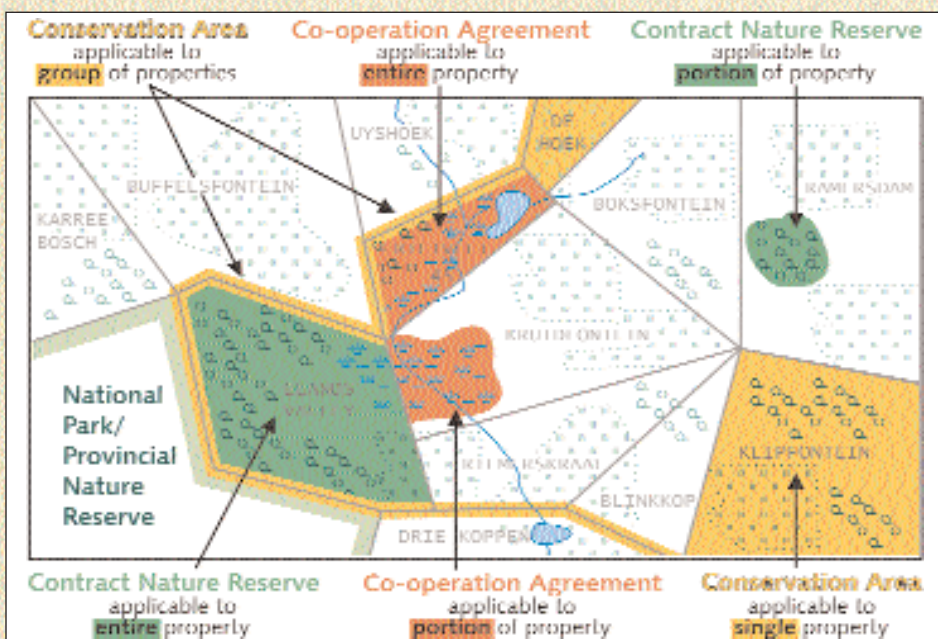 Conservation Area
applicable to
group of properties
Co-operation Agreement
applicable to
entire property
Contract Nature Reserve
applicable to
portion of property
UYSHOEK
DE
HOEK
BUFFELSFONTEIN
KARREE
BOSCH
BOKSFONTEIN
RAMERSDAM
KRUIDFONTEIN
National
Park/
Provincial
Nature
Reserve
VALLEY
KLIPFONTEIN
BLINKKOP
DRIE KOPPEN
Contract Nature Reserve
applicable to
entire property
Co-operation Agreement
applicable to
portion of property
Conservation Area
applicable to
single property